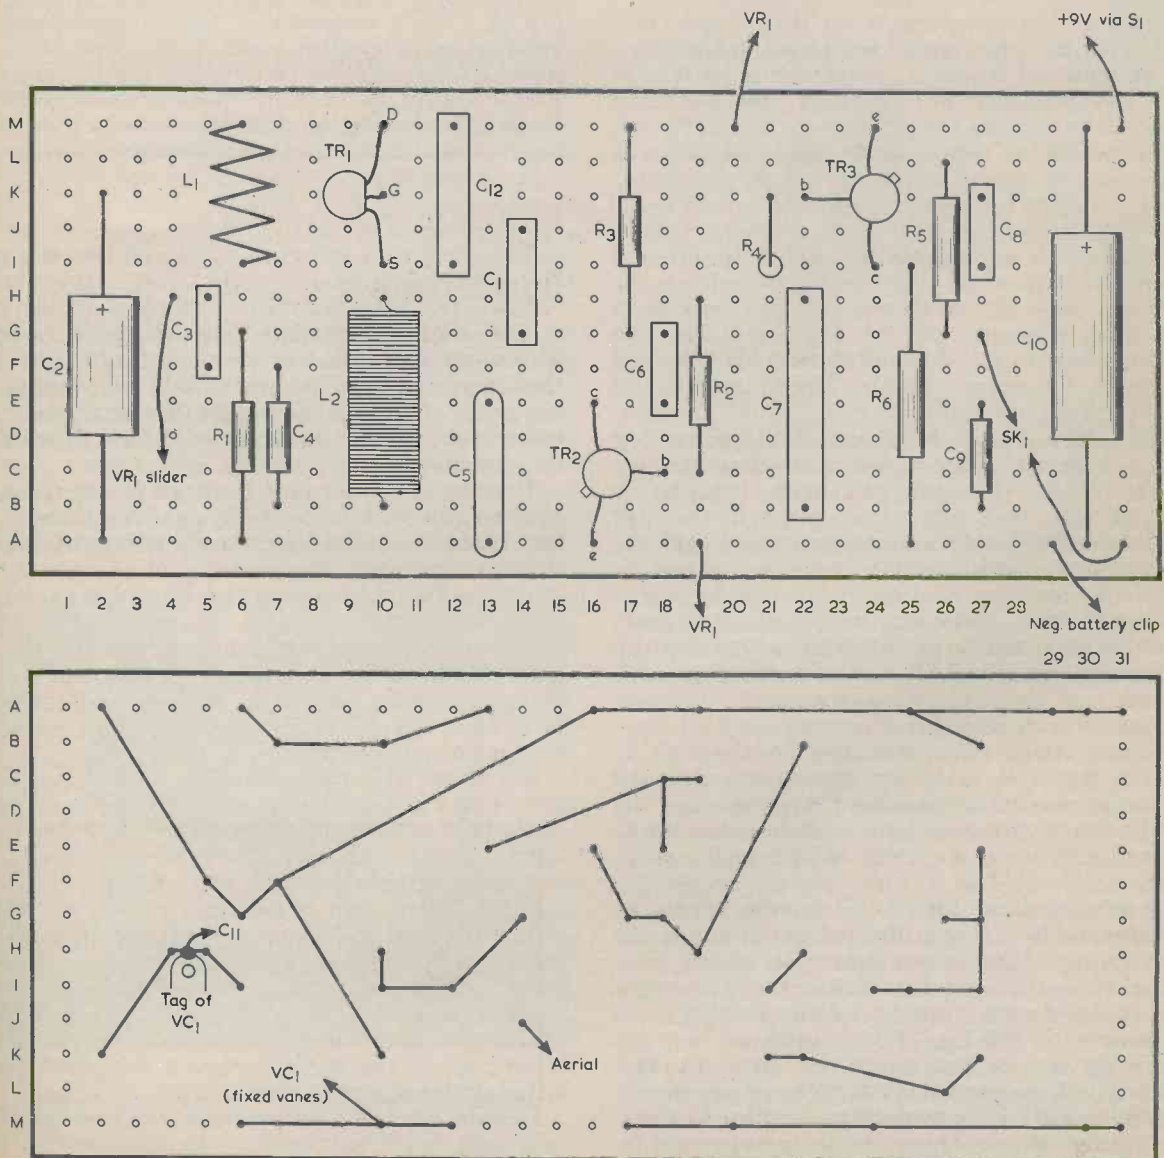 VR1
+9V via S1
M
L
K
J
I
H
G
F
E
D
C
B
A
L1
TR1
D
G
S
C12
C1
R3
R4
TR3
e
b
c
R5
C8
+
C2
+
C3
VR1 slider
R1
C4
L2
C5
c
TR2
b
e
C6
R2
C7
R6
C9
SK1
C10
1 2 3 4 5 6 7 8 9 10 11 12 13 14 15 16 17 18 19 20 21 22 23 24 25 26 27 28
VR1
Neg. battery clip
29 30 31
A
B
C
D
E
F
G
H
I
J
K
L
M
C11
Tag of
VC1
Aerial
VC1
(fixed vanes)